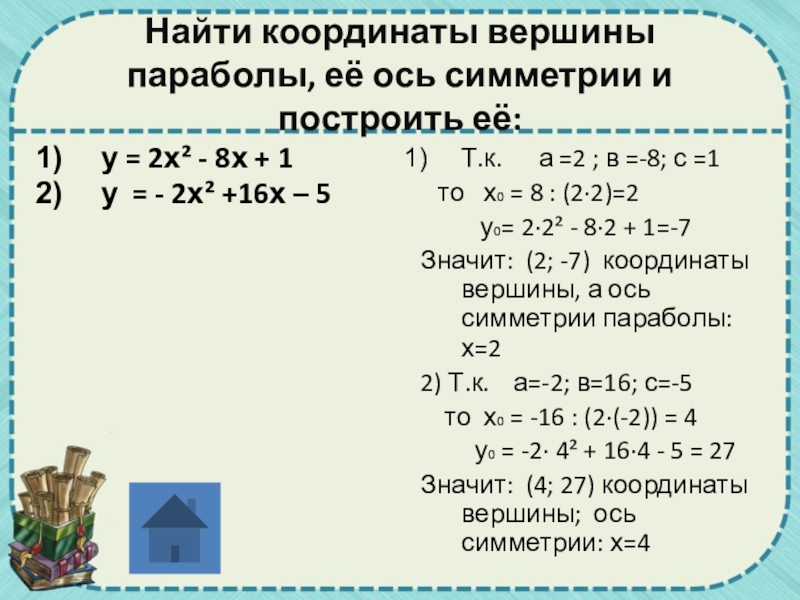 Найти координаты вершины
параболы, её ось симметрии и
построить её:
1) у = 2х² - 8х + 1
2) у = - 2х² +16х – 5
1) Т.к. а =2 ; в =-8; с =1
то х₀ = 8 : (2·2)=2
у₀= 2·2² - 8·2 + 1=-7
Значит: (2; -7) координаты
вершины, а ось
симметрии параболы:
х=2
2) Т.к. а=-2; в=16; с=-5
то х₀ = -16 : (2·(-2)) = 4
у₀ = -2· 4² + 16·4 - 5 = 27
Значит: (4; 27) координаты
вершины; ось
симметрии: х=4